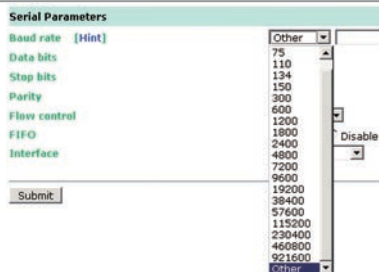 Serial Parameters
Baud rate [Hint] Other
Data bits
Stop bits
Parity
Flow control
FIFO Disable
Interface
75
110
134
150
300
600
1200
1800
2400
4800
7200
9600
19200
38400
57600
115200
230400
460800
921600
Other
Submit